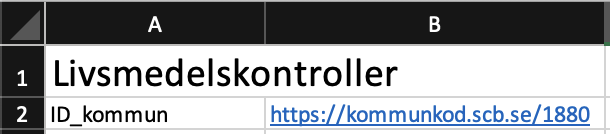 A B
1 Livsmedelskontroller
2 ID_kommun https://kommunkod.scb.se/1880